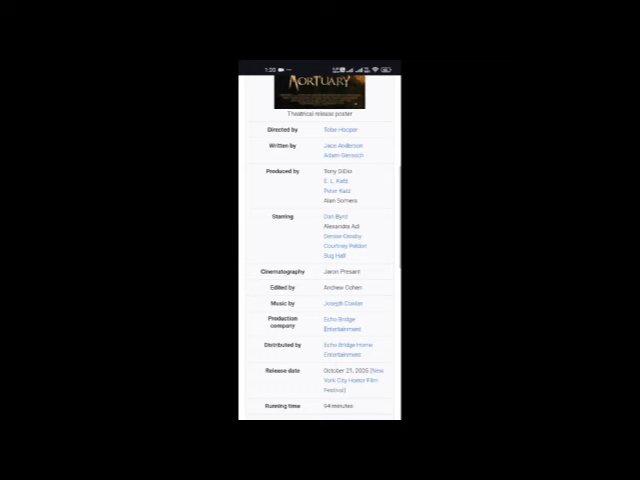 1:20
MORTUARY
Theatrical release poster
Directed by Tobe Hooper
Written by Jace Anderson
Adam Gierasch
Produced by Tony DiDio
E. L. Katz
Peter Katz
Alan Somers
Starring Dan Byrd
Alexandra Adi
Denise Crosby
Courtney Peldon
Bug Hall
Cinematography Jaron Presant
Edited by Andrew Cohen
Music by Joseph Conlan
Production Echo Bridge
company Entertainment
Distributed by Echo Bridge Home
Entertainment
Release date October 21, 2005 (New
York City Horror Film
Festival)
Running time 94 minutes